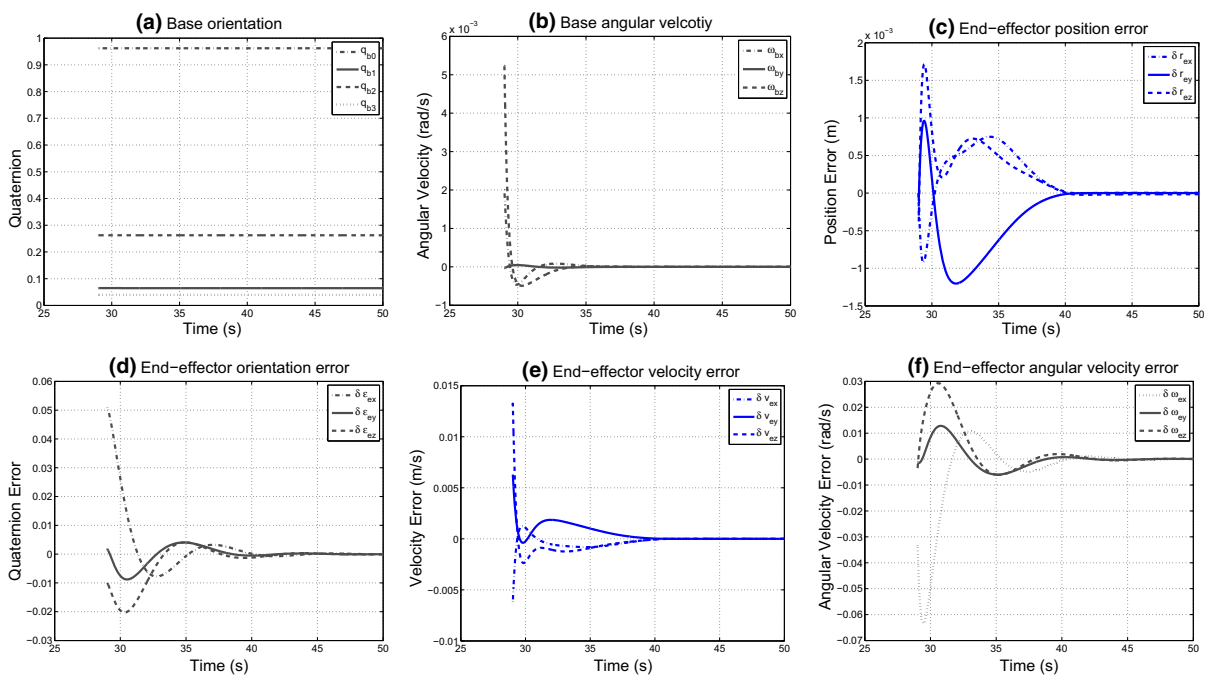 (a) Base orientation
1
0.9
0.8
0.7
0.6
0.5
0.4
0.3
0.2
0.1
0
Quaternion
q_b0
q_b1
q_b2
q_b3
25 30 35 40 45 50
Time (s)
(b) Base angular velcotiy
× 10⁻³
6
5
4
3
2
1
0
−1
Angular Velocity (rad/s)
ω_bx
ω_by
ω_bz
25 30 35 40 45 50
Time (s)
(c) End−effector position error
x 10⁻³
2
1.5
1
0.5
0
−0.5
−1
−1.5
Position Error (m)
δ r_ex
δ r_ey
δ r_ez
25 30 35 40 45 50
Time (s)
(d) End−effector orientation error
0.06
0.05
0.04
0.03
0.02
0.01
0
−0.01
−0.02
−0.03
Quaternion Error
δ ε_ex
δ ε_ey
δ ε_ez
25 30 35 40 45 50
Time (s)
(e) End−effector velocity error
0.015
0.01
0.005
0
−0.005
−0.01
Velocity Error (m/s)
δ v_ex
δ v_ey
δ v_ez
25 30 35 40 45 50
Time (s)
(f) End−effector angular velocity error
0.03
0.02
0.01
0
−0.01
−0.02
−0.03
−0.04
−0.05
−0.06
−0.07
Angular Velocity Error (rad/s)
δ ω_ex
δ ω_ey
δ ω_ez
25 30 35 40 45 50
Time (s)